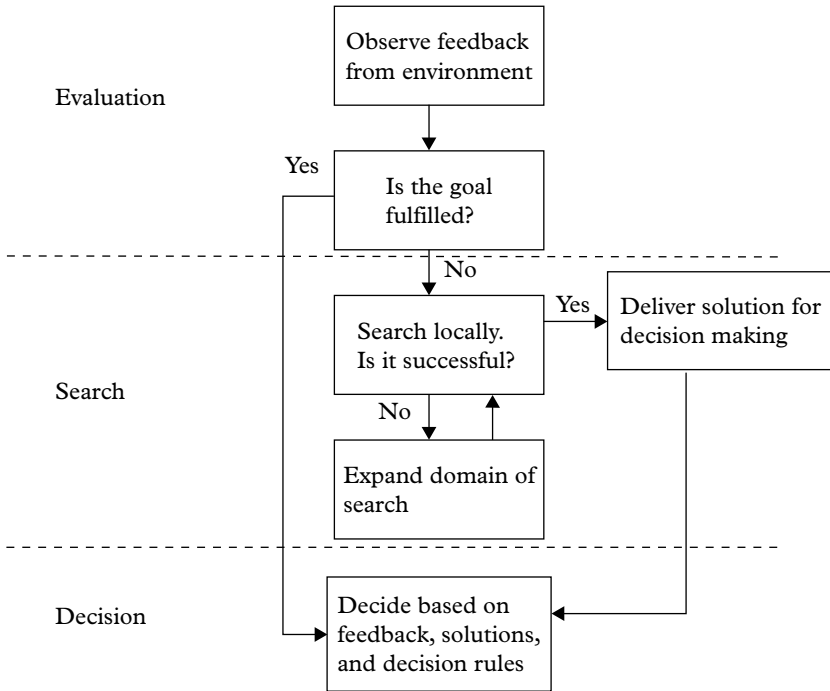 Observe feedback
from environment
Evaluation
Yes
Is the goal
fulfilled?
No
Search locally.
Is it successful?
Yes
Deliver solution for
decision making
Search
No
Expand domain of
search
Decision
Decide based on
feedback, solutions,
and decision rules